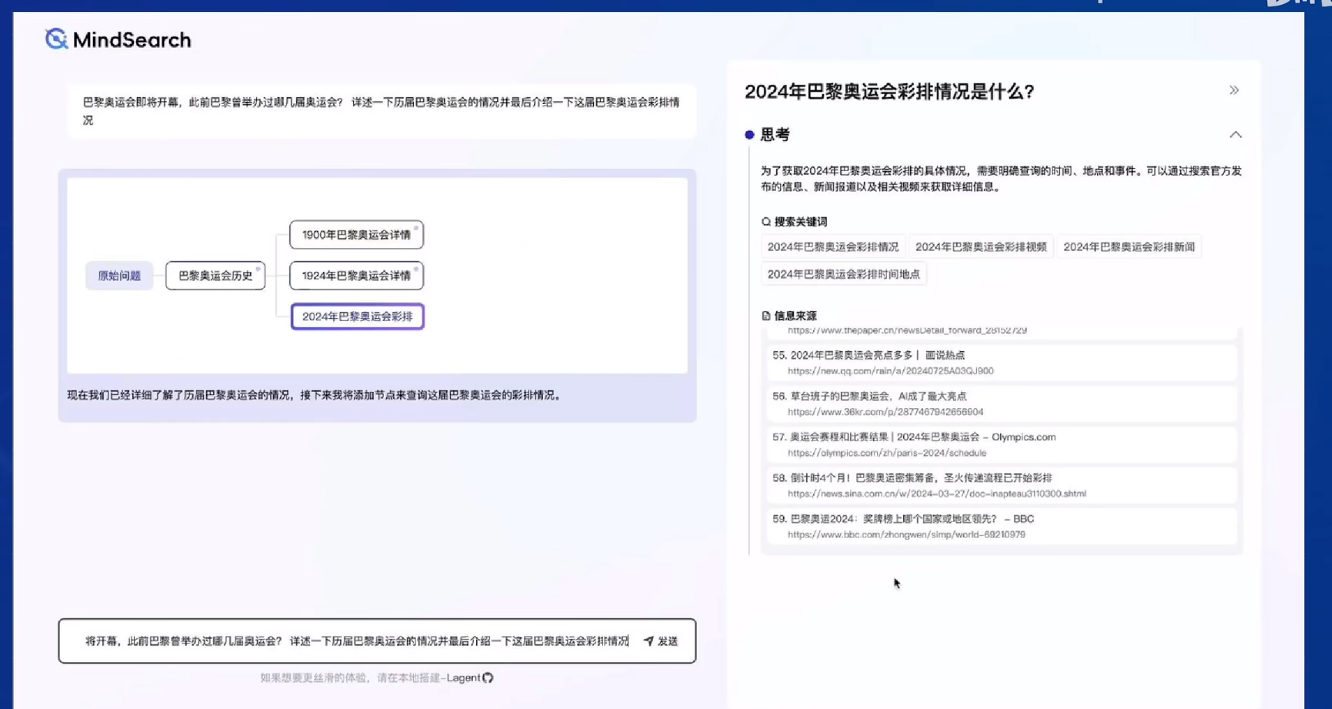 MindSearch
巴黎奥运会即将开幕，此前巴黎曾举办过哪几届奥运会？ 详述一下历届巴黎奥运会的情况并最后介绍一下这届巴黎奥运会彩排情
况
原始问题
巴黎奥运会历史
1900年巴黎奥运会详情
1924年巴黎奥运会详情
2024年巴黎奥运会彩排
现在我们已经详细了解了历届巴黎奥运会的情况，接下来我将添加节点来查询这届巴黎奥运会的彩排情况。
将开幕，此前巴黎曾举办过哪几届奥运会？ 详述一下历届巴黎奥运会的情况并最后介绍一下这届巴黎奥运会彩排情况
发送
如果想要更丝滑的体验，请在本地搭建-Lagent
2024年巴黎奥运会彩排情况是什么?
思考
为了获取2024年巴黎奥运会彩排的具体情况，需要明确查询的时间、地点和事件。可以通过搜索官方发
布的信息、新闻报道以及相关视频来获取详细信息。
搜索关键词
2024年巴黎奥运会彩排情况 2024年巴黎奥运会彩排视频 2024年巴黎奥运会彩排新闻
2024年巴黎奥运会彩排时间地点
信息来源
https://www.thepaper.cn/newsDetail_forward_28152729
55. 2024年巴黎奥运会亮点多多 | 画说热点
https://new.qq.com/rain/a/20240725A03QJ900
56. 草台班子的巴黎奥运会，AI成了最大亮点
https://www.36kr.com/p/2877467942656904
57. 奥运会赛程和比赛结果 | 2024年巴黎奥运会 - Olympics.com
https://olympics.com/zh/paris-2024/schedule
58. 倒计时4个月！巴黎奥运密集筹备，圣火传递流程已开始彩排
https://news.sina.com.cn/w/2024-03-27/doc-inapteau3110300.shtml
59. 巴黎奥运2024：奖牌榜上哪个国家或地区领先？ - BBC
https://www.bbc.com/zhongwen/simp/world-69210979